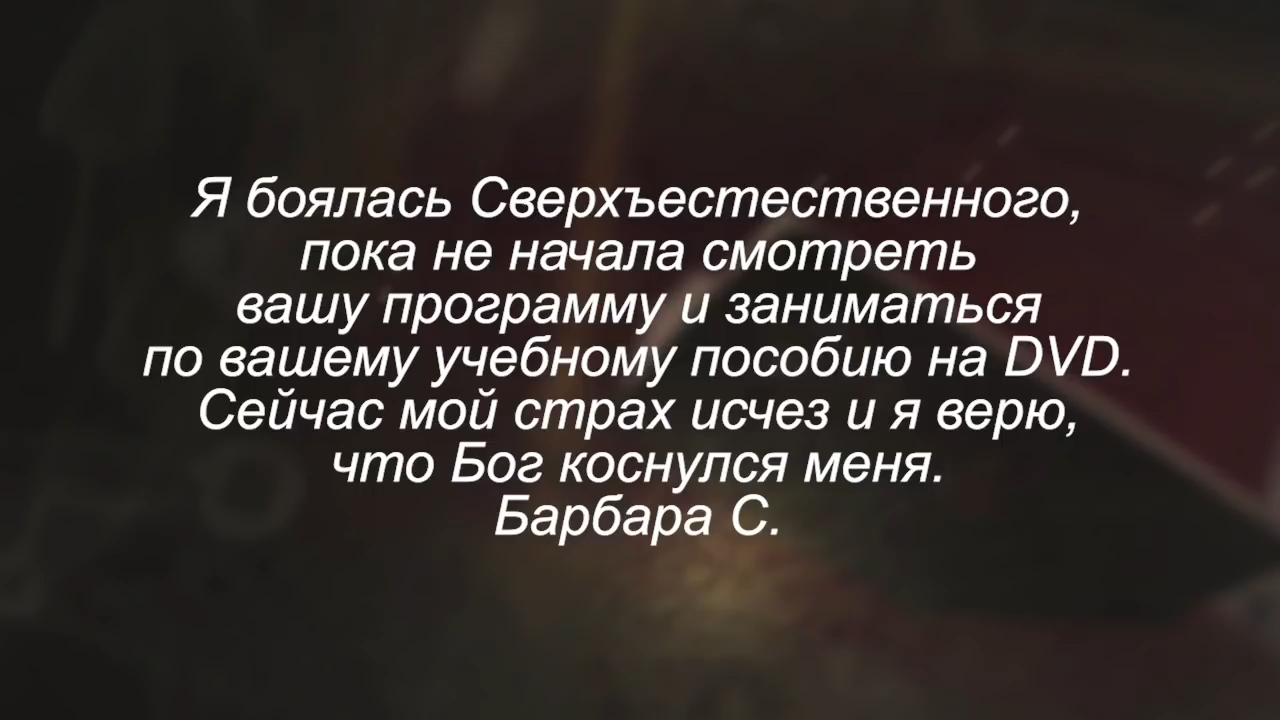 Я боялась Сверхъестественного,
пока не начала смотреть
вашу программу и заниматься
по вашему учебному пособию на DVD.
Сейчас мой страх исчез и я верю,
что Бог коснулся меня.
Барбара С.